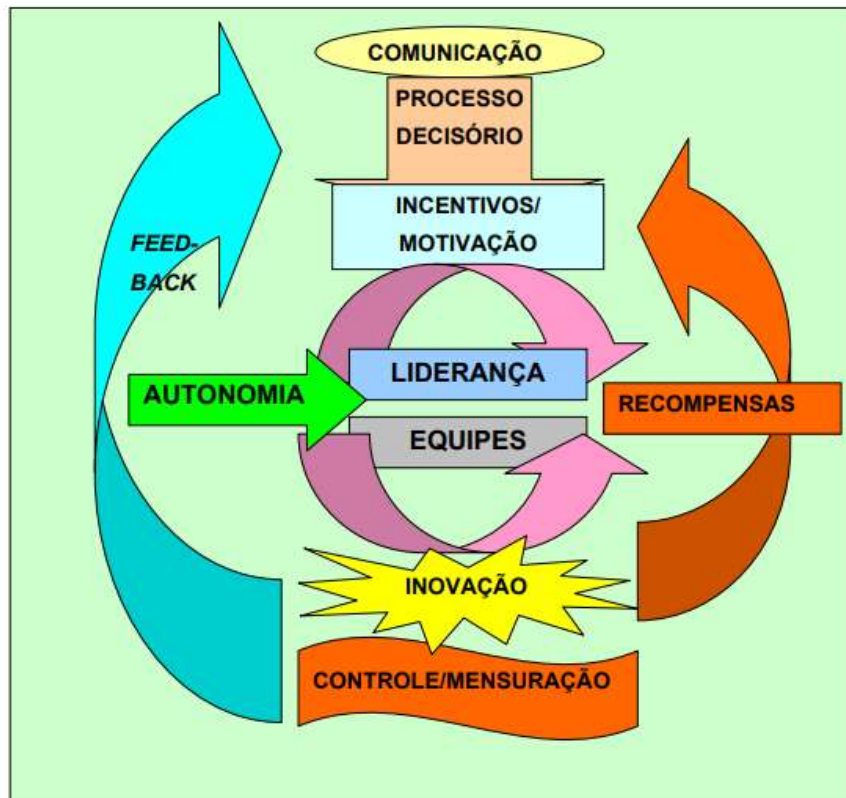 COMUNICAÇÃO
PROCESSO
DECISÓRIO
INCENTIVOS/
MOTIVAÇÃO
FEED-
BACK
LIDERANÇA
AUTONOMIA
RECOMPENSAS
EQUIPES
INOVAÇÃO
CONTROLE/MENSURAÇÃO